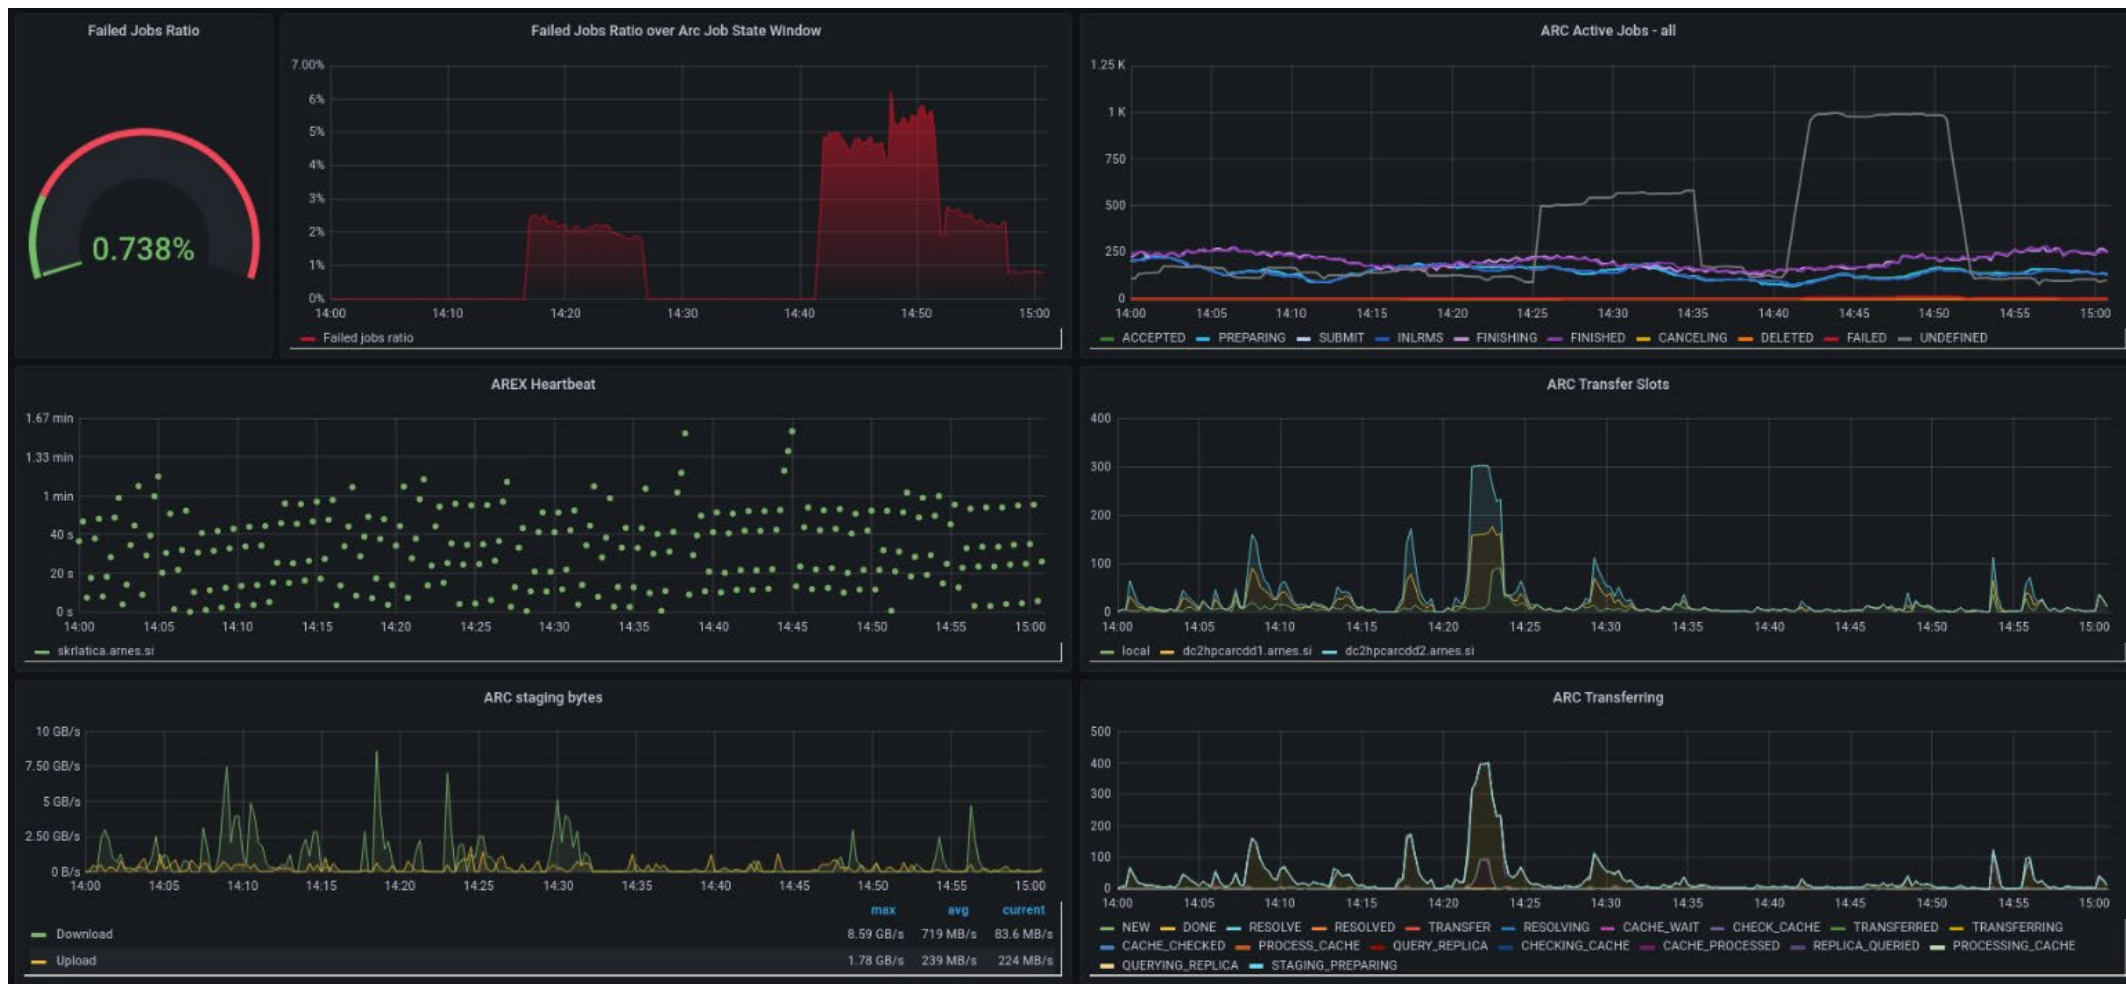 Failed Jobs Ratio
0.738%
Failed Jobs Ratio over Arc Job State Window
7.00%
6%
5%
4%
3%
2%
1%
0%
14:00 14:10 14:20 14:30 14:40 14:50 15:00
Failed jobs ratio
ARC Active Jobs - all
1.25 K
1 K
750
500
250
0
14:00 14:05 14:10 14:15 14:20 14:25 14:30 14:35 14:40 14:45 14:50 14:55 15:00
ACCEPTED PREPARING SUBMIT INLRMS FINISHING FINISHED CANCELING DELETED FAILED UNDEFINED
AREX Heartbeat
1.67 min
1.33 min
1 min
40 s
20 s
0 s
14:00 14:05 14:10 14:15 14:20 14:25 14:30 14:35 14:40 14:45 14:50 14:55 15:00
skrlatica.arnes.si
ARC Transfer Slots
400
300
200
100
0
14:00 14:05 14:10 14:15 14:20 14:25 14:30 14:35 14:40 14:45 14:50 14:55 15:00
local dc2hpcarcdd1.arnes.si dc2hpcarcdd2.arnes.si
ARC staging bytes
10 GB/s
7.50 GB/s
5 GB/s
2.50 GB/s
0 B/s
14:00 14:05 14:10 14:15 14:20 14:25 14:30 14:35 14:40 14:45 14:50 14:55 15:00
max avg current
Download 8.59 GB/s 719 MB/s 83.6 MB/s
Upload 1.78 GB/s 239 MB/s 224 MB/s
ARC Transferring
500
400
300
200
100
0
14:00 14:05 14:10 14:15 14:20 14:25 14:30 14:35 14:40 14:45 14:50 14:55 15:00
NEW DONE RESOLVE RESOLVED TRANSFER RESOLVING CACHE_WAIT CHECK_CACHE TRANSFERRED TRANSFERRING
CACHE_CHECKED PROCESS_CACHE QUERY_REPLICA CHECKING_CACHE CACHE_PROCESSED REPLICA_QUERIED PROCESSING_CACHE
QUERYING_REPLICA STAGING_PREPARING